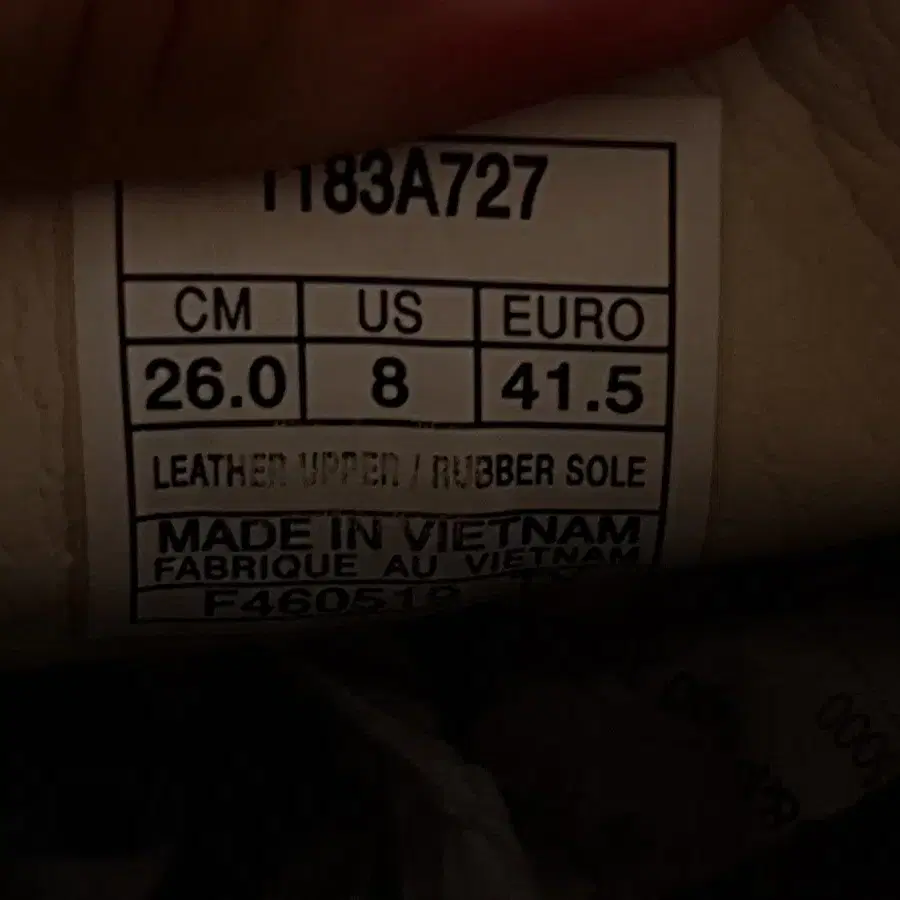 1183A727
CM US EURO
26.0 8 41.5
LEATHER UPPER / RUBBER SOLE
MADE IN VIETNAM
FABRIQUE AU VIETNAM
F460519